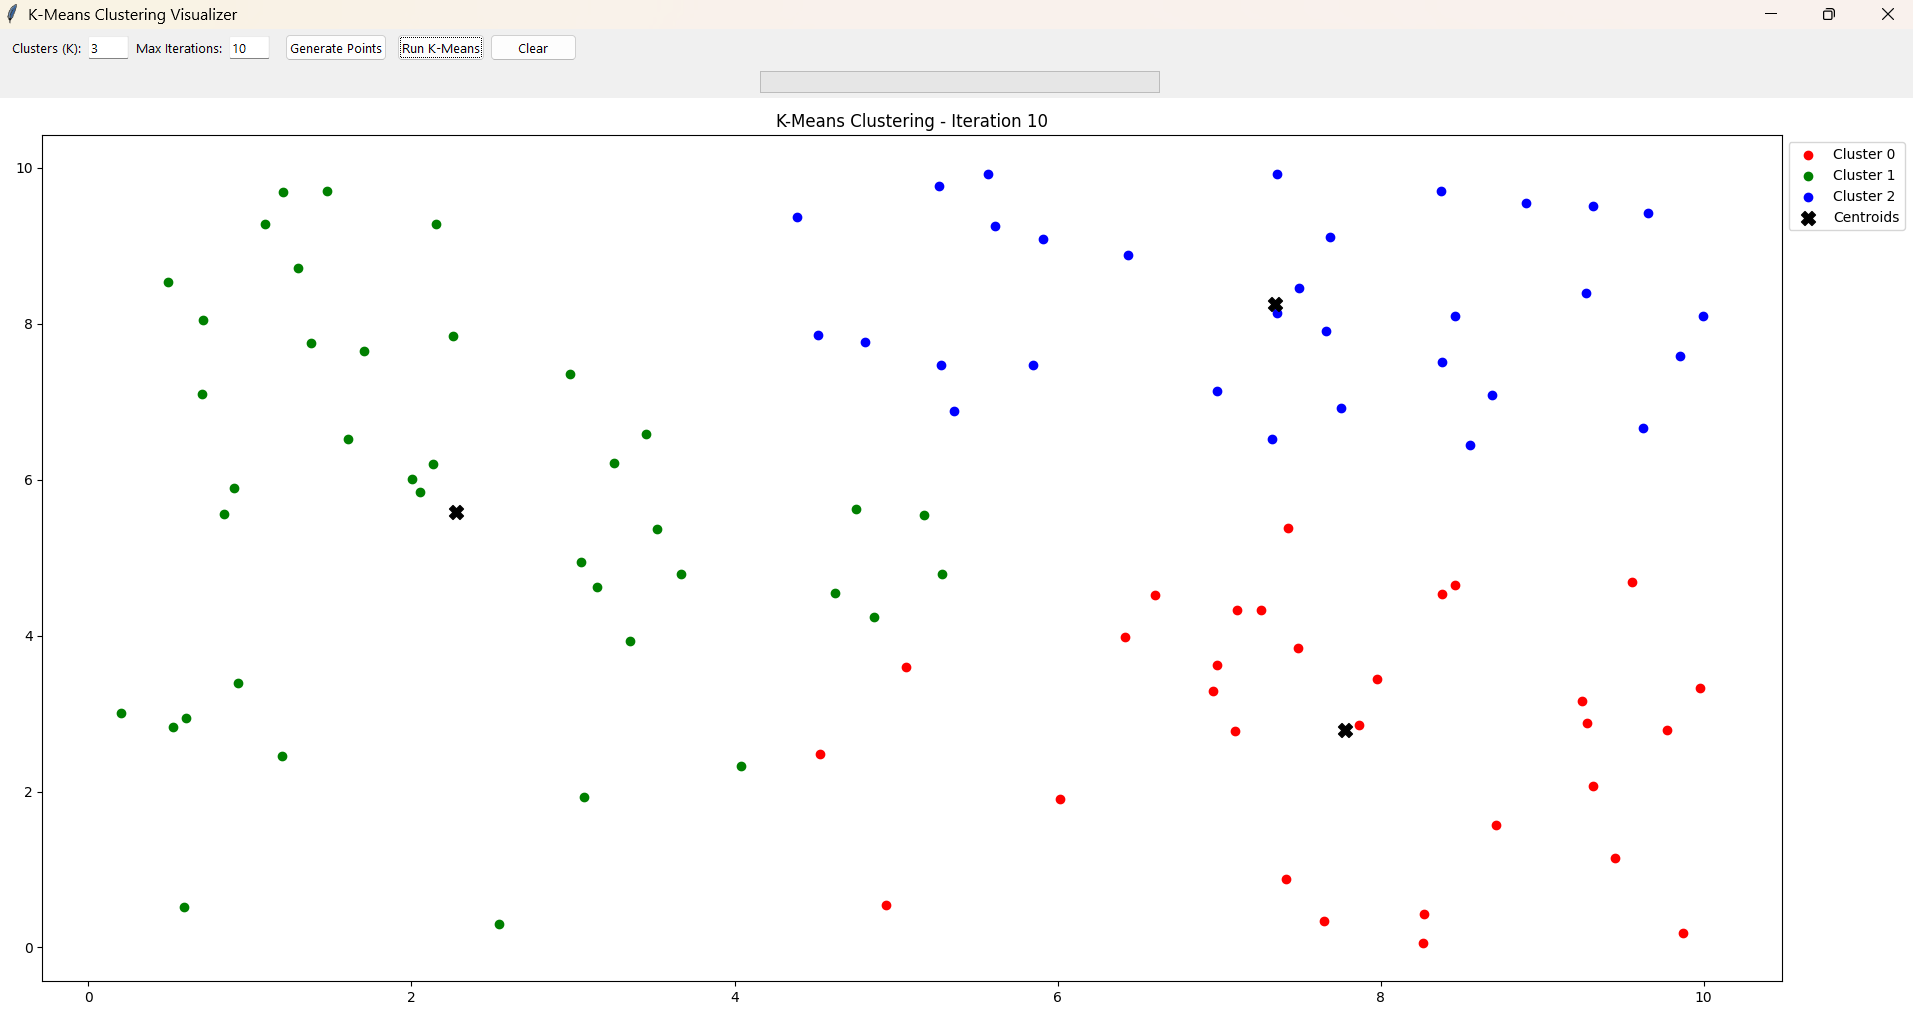 K-Means Clustering Visualizer
Clusters (K): 3 Max Iterations: 10 Generate Points Run K-Means Clear
K-Means Clustering - Iteration 10
Cluster 0
Cluster 1
Cluster 2
Centroids
10
8
6
4
2
0
0 2 4 6 8 10